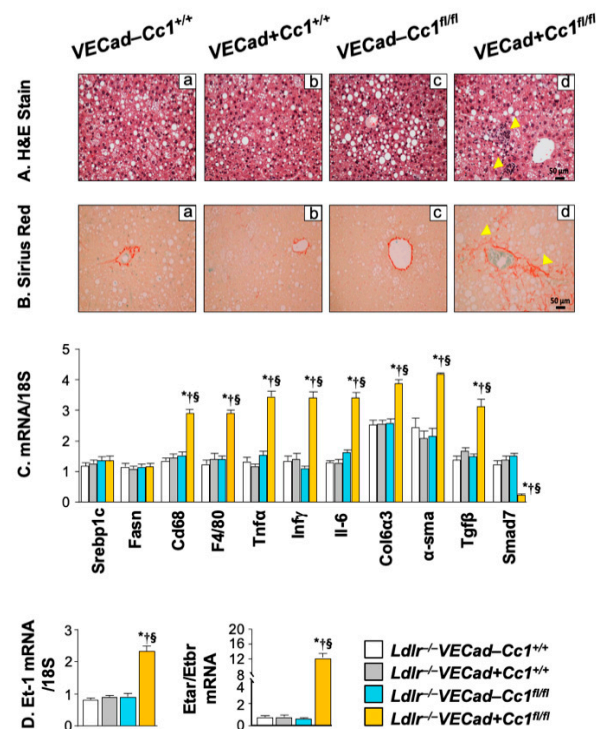 VECad–Cc1+/+ VECad+Cc1+/+ VECad–Cc1fl/fl VECad+Cc1fl/fl
A. H&E Stain
a b c d
50 µm
B. Sirius Red
a b c d
50 µm
C. mRNA/18S
5
4
3
2
1
0
*†§ *†§ *†§ *†§ *†§ *†§ *†§ *†§ *†§
Srebp1c Fasn Cd68 F4/80 Tnfα Infγ Il-6 Col6α3 α-sma Tgfβ Smad7
D. Et-1 mRNA
/18S
3
2
1
0
*†§
Etar/Etbr
mRNA
20
16
12
2
0
*†§
Ldlr–/–VECad–Cc1+/+
Ldlr–/–VECad+Cc1+/+
Ldlr–/–VECad–Cc1fl/fl
Ldlr–/–VECad+Cc1fl/fl